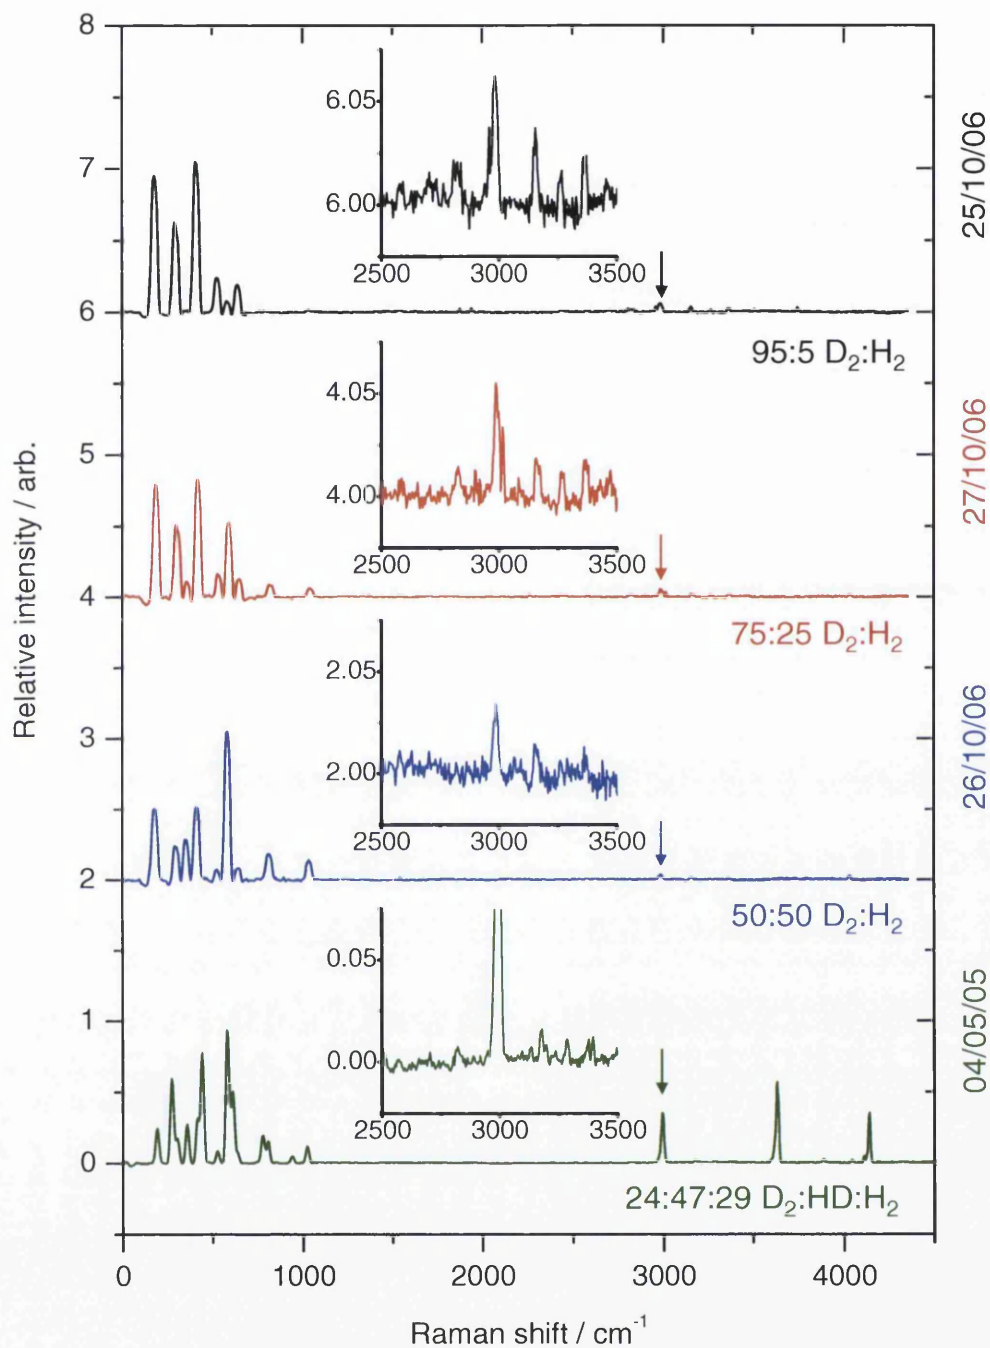 8
7
6
5
4
3
2
1
0
Relative intensity / arb.
6.05
6.00
2500 3000 3500
95:5 D₂:H₂
25/10/06
4.05
4.00
2500 3000 3500
75:25 D₂:H₂
27/10/06
2.05
2.00
2500 3000 3500
50:50 D₂:H₂
26/10/06
0.05
0.00
2500 3000 3500
24:47:29 D₂:HD:H₂
04/05/05
0 1000 2000 3000 4000
Raman shift / cm⁻¹